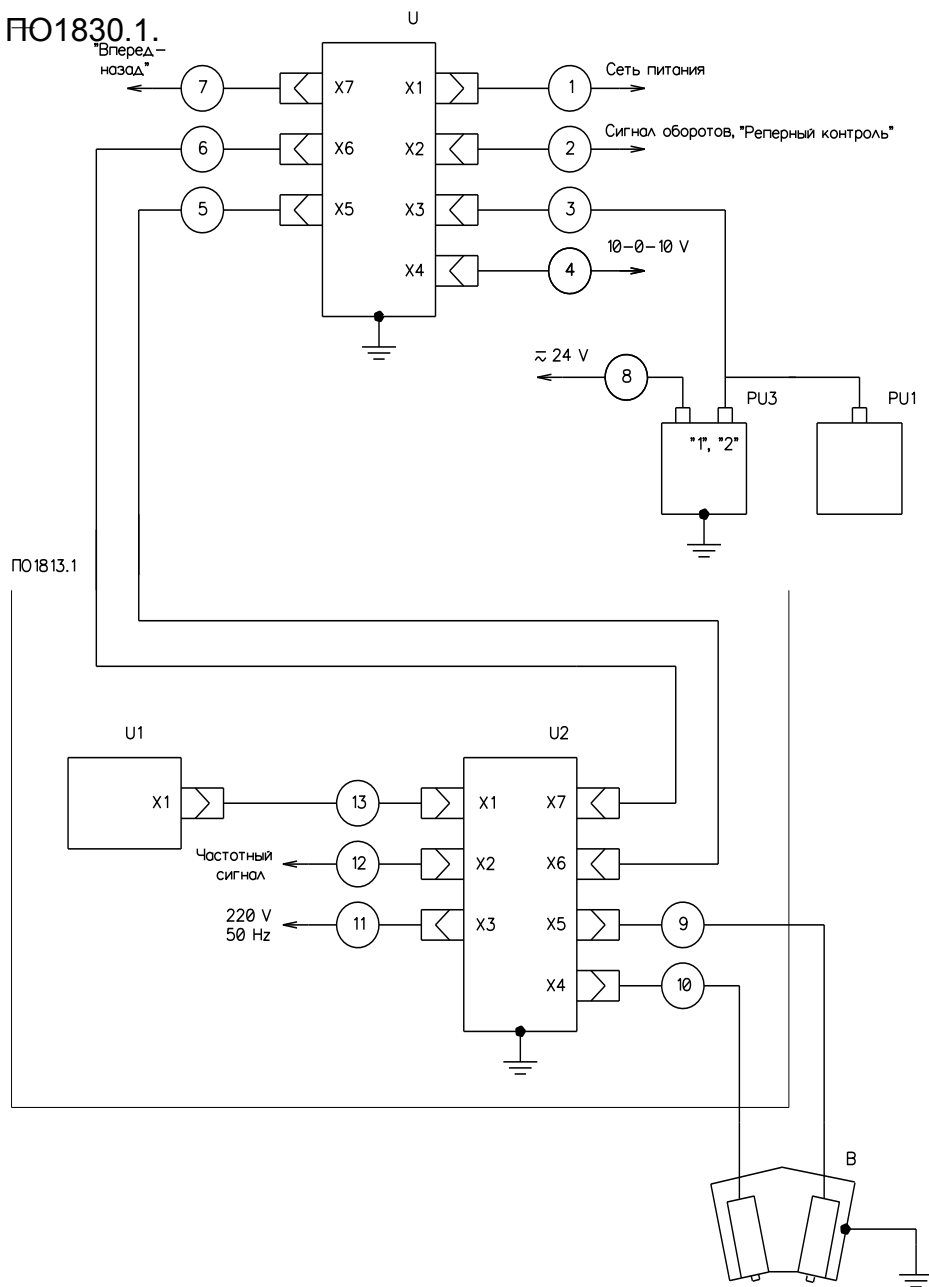 ПО1830.1.
U
"Вперед-
назад"
7
X7
X1
1
Сеть питания
6
X6
X2
2
Сигнал оборотов, "Реперный контроль"
5
X5
X3
3
X4
4
10-0-10 V
≂ 24 V
8
PU3
PU1
"1", "2"
ПО1813.1
U1
U2
X1
13
X1
X7
Частотный
сигнал
12
X2
X6
220 V
50 Hz
11
X3
X5
9
X4
10
B